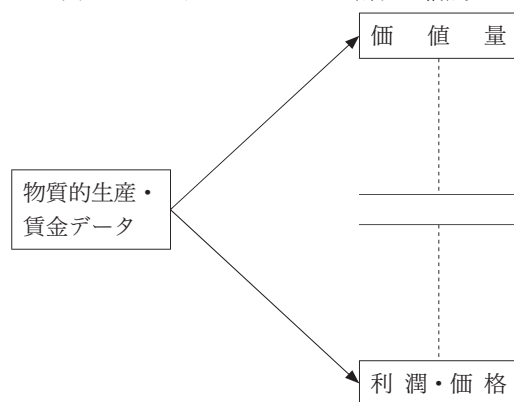 価値量
物質的生産・
賃金データ
利潤・価格